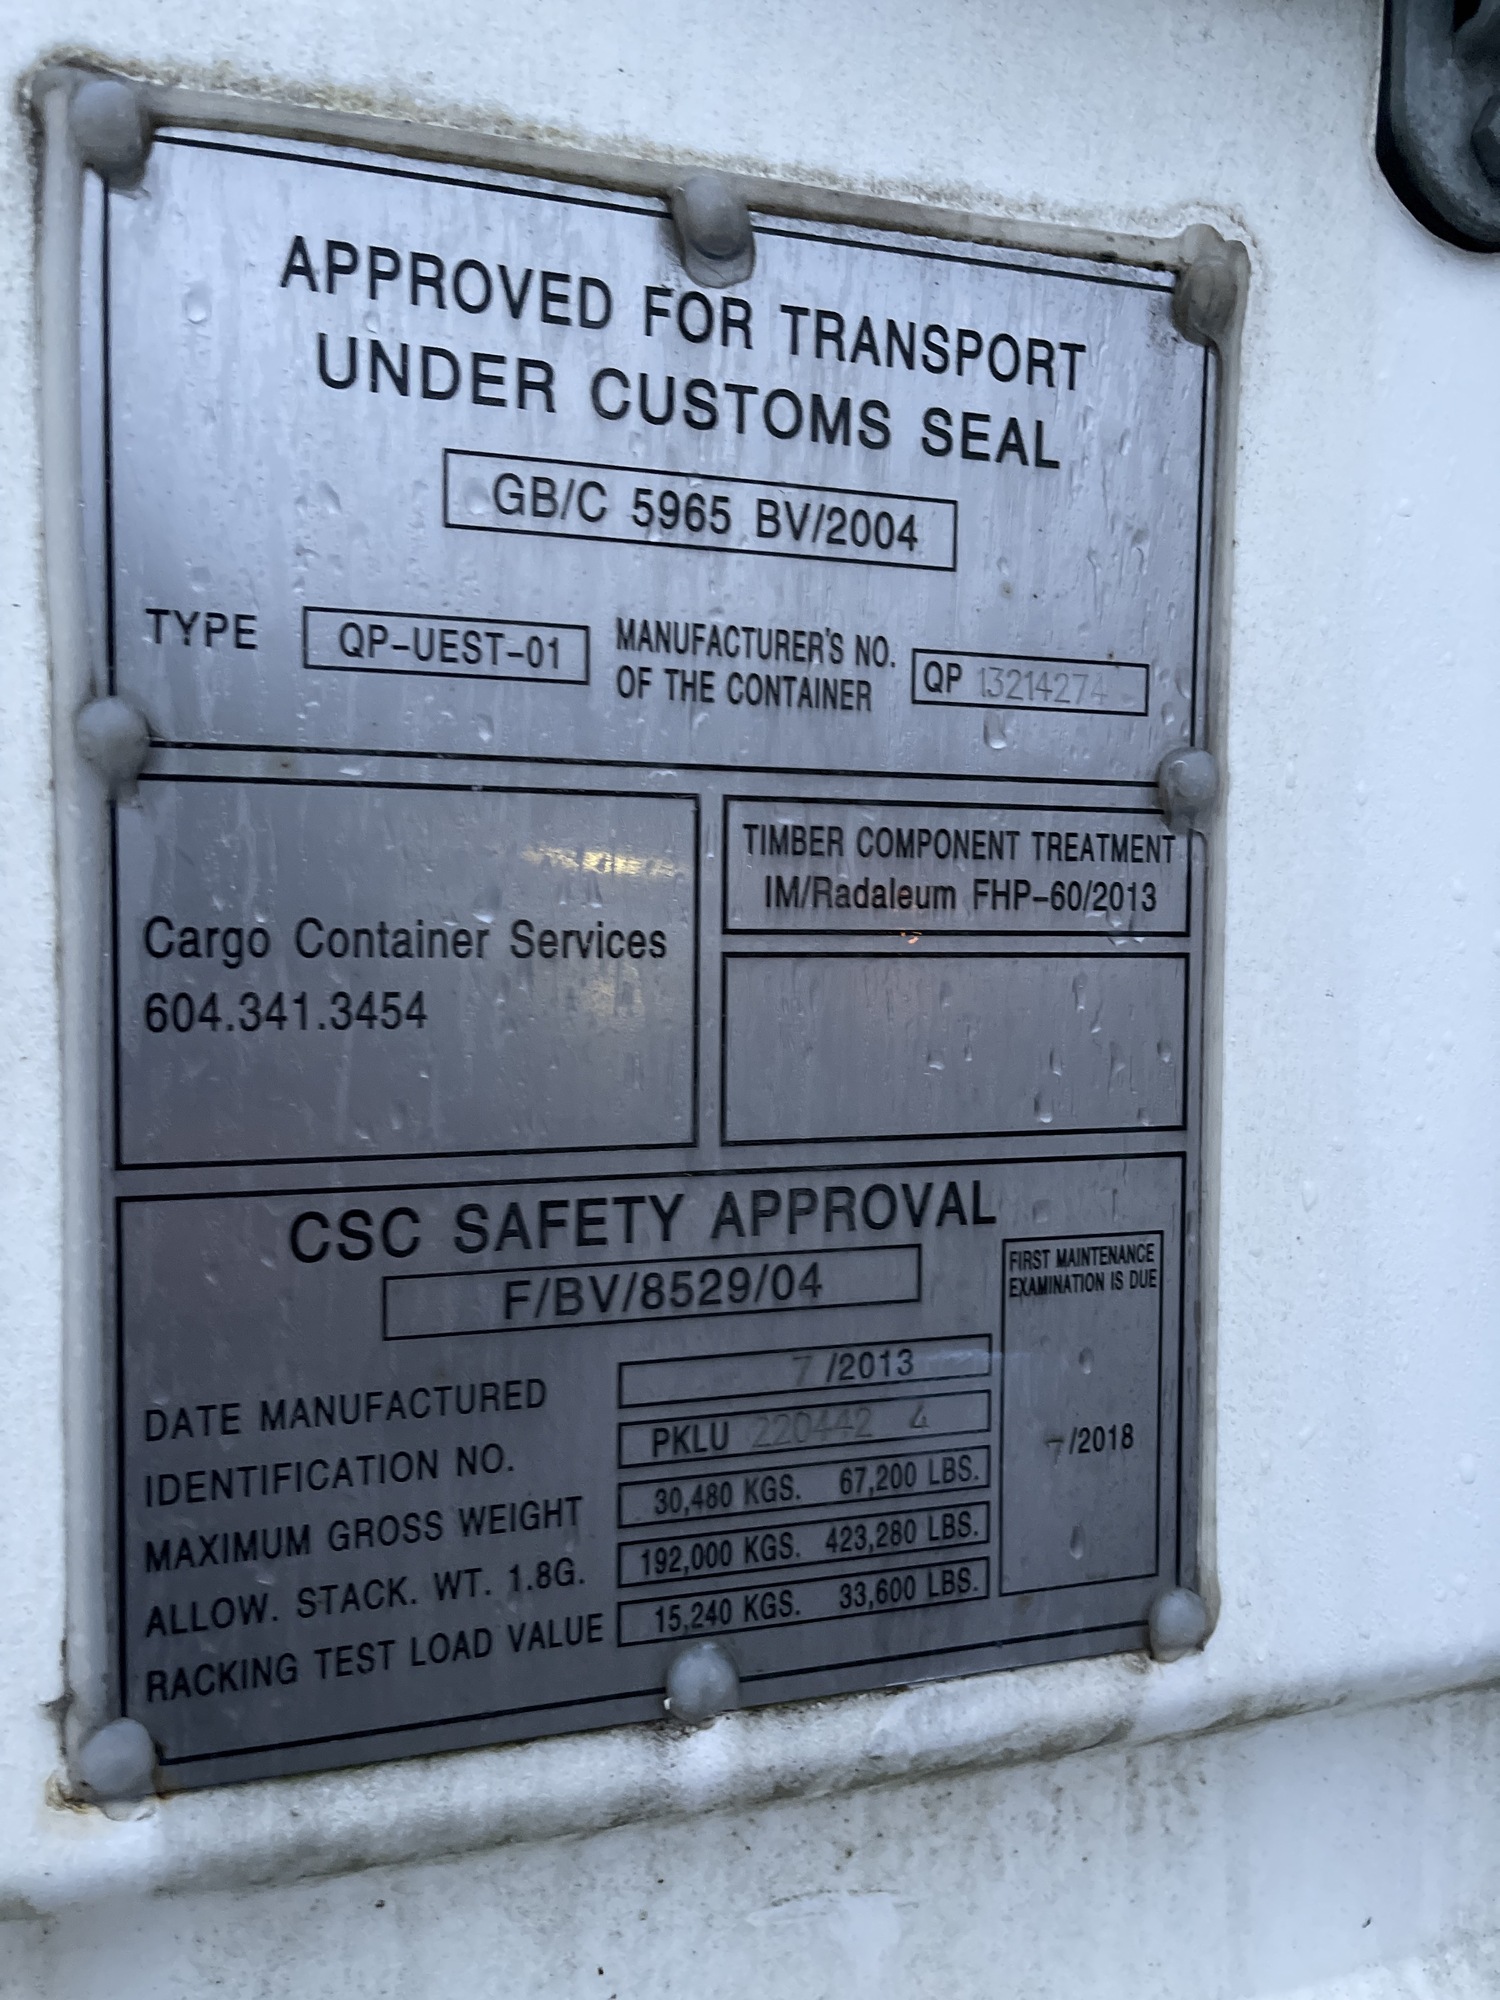 APPROVED FOR TRANSPORT
UNDER CUSTOMS SEAL
GB/C 5965 BV/2004
TYPE QP-UEST-01 MANUFACTURER'S NO.
OF THE CONTAINER QP 13214274
TIMBER COMPONENT TREATMENT
IM/Radaleum FHP-60/2013
Cargo Container Services
604.341.3454
CSC SAFETY APPROVAL
F/BV/8529/04
FIRST MAINTENANCE
EXAMINATION IS DUE
7/2018
DATE MANUFACTURED 7/2013
IDENTIFICATION NO. PKLU 220442 4
MAXIMUM GROSS WEIGHT 30,480 KGS. 67,200 LBS.
ALLOW. STACK. WT. 1.8G. 192,000 KGS. 423,280 LBS.
RACKING TEST LOAD VALUE 15,240 KGS. 33,600 LBS.